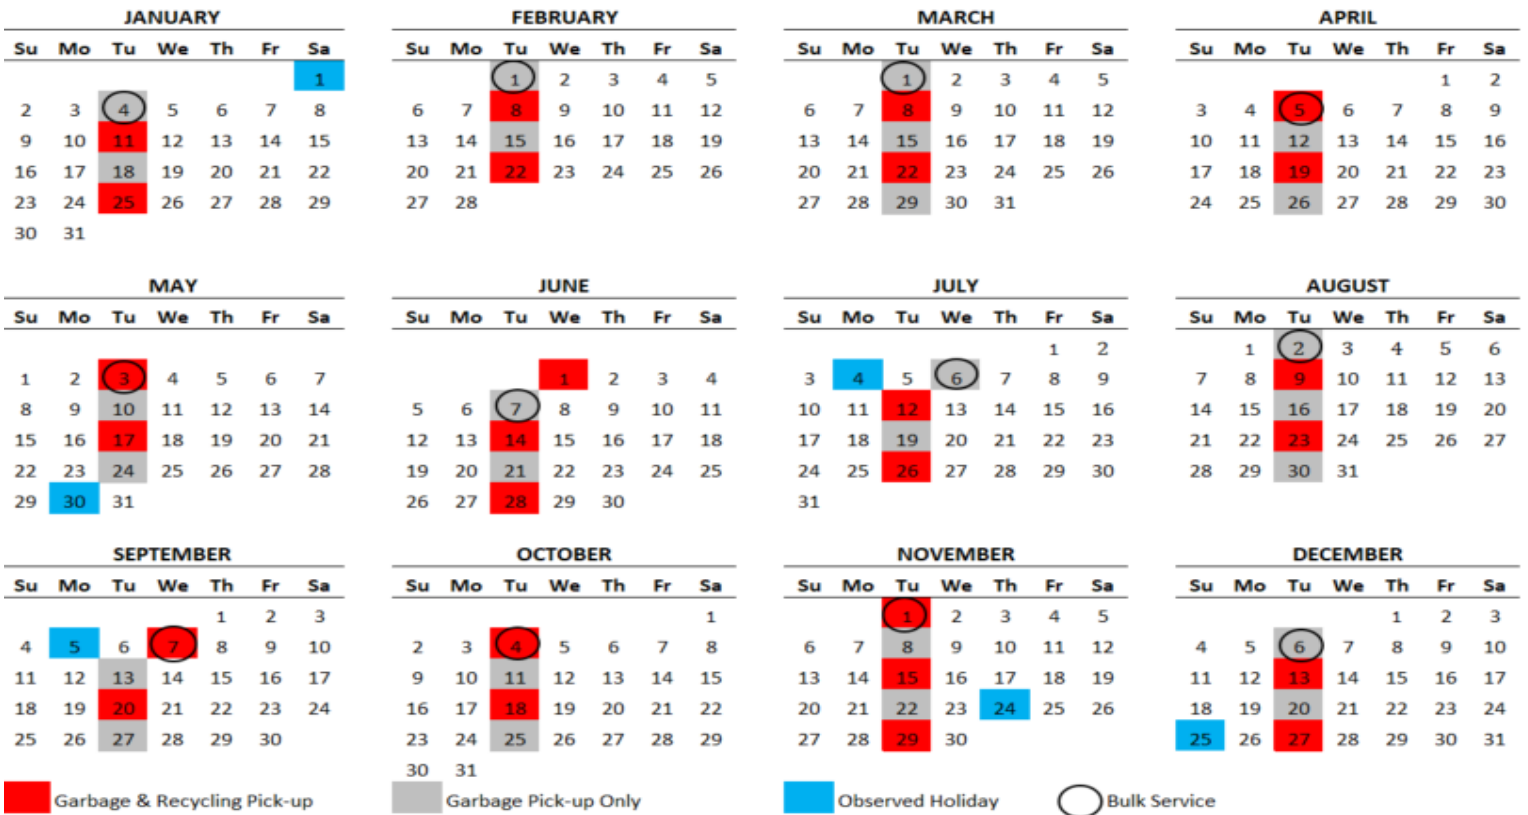 JANUARY FEBRUARY MARCH APRIL
Su Mo Tu We Th Fr Sa Su Mo Tu We Th Fr Sa Su Mo Tu We Th Fr Sa Su Mo Tu We Th Fr Sa
1 1 2 3 4 5 1 2 3 4 5 1 2
2 3 4 5 6 7 8 6 7 8 9 10 11 12 6 7 8 9 10 11 12 3 4 5 6 7 8 9
9 10 11 12 13 14 15 13 14 15 16 17 18 19 13 14 15 16 17 18 19 10 11 12 13 14 15 16
16 17 18 19 20 21 22 20 21 22 23 24 25 26 20 21 22 23 24 25 26 17 18 19 20 21 22 23
23 24 25 26 27 28 29 27 28 27 28 29 30 31 24 25 26 27 28 29 30
30 31
MAY JUNE JULY AUGUST
Su Mo Tu We Th Fr Sa Su Mo Tu We Th Fr Sa Su Mo Tu We Th Fr Sa Su Mo Tu We Th Fr Sa
1 2 1 2 3 4 5 6
1 2 3 4 5 6 7 1 2 3 4 3 4 5 6 7 8 9 7 8 9 10 11 12 13
8 9 10 11 12 13 14 5 6 7 8 9 10 11 10 11 12 13 14 15 16 14 15 16 17 18 19 20
15 16 17 18 19 20 21 12 13 14 15 16 17 18 17 18 19 20 21 22 23 21 22 23 24 25 26 27
22 23 24 25 26 27 28 19 20 21 22 23 24 25 24 25 26 27 28 29 30 28 29 30 31
29 30 31 26 27 28 29 30 31
SEPTEMBER OCTOBER NOVEMBER DECEMBER
Su Mo Tu We Th Fr Sa Su Mo Tu We Th Fr Sa Su Mo Tu We Th Fr Sa Su Mo Tu We Th Fr Sa
1 2 3 1 1 2 3 4 5 1 2 3
4 5 6 7 8 9 10 2 3 4 5 6 7 8 6 7 8 9 10 11 12 4 5 6 7 8 9 10
11 12 13 14 15 16 17 9 10 11 12 13 14 15 13 14 15 16 17 18 19 11 12 13 14 15 16 17
18 19 20 21 22 23 24 16 17 18 19 20 21 22 20 21 22 23 24 25 26 18 19 20 21 22 23 24
25 26 27 28 29 30 23 24 25 26 27 28 29 27 28 29 30 25 26 27 28 29 30 31
30 31
Garbage & Recycling Pick-up Garbage Pick-up Only Observed Holiday Bulk Service